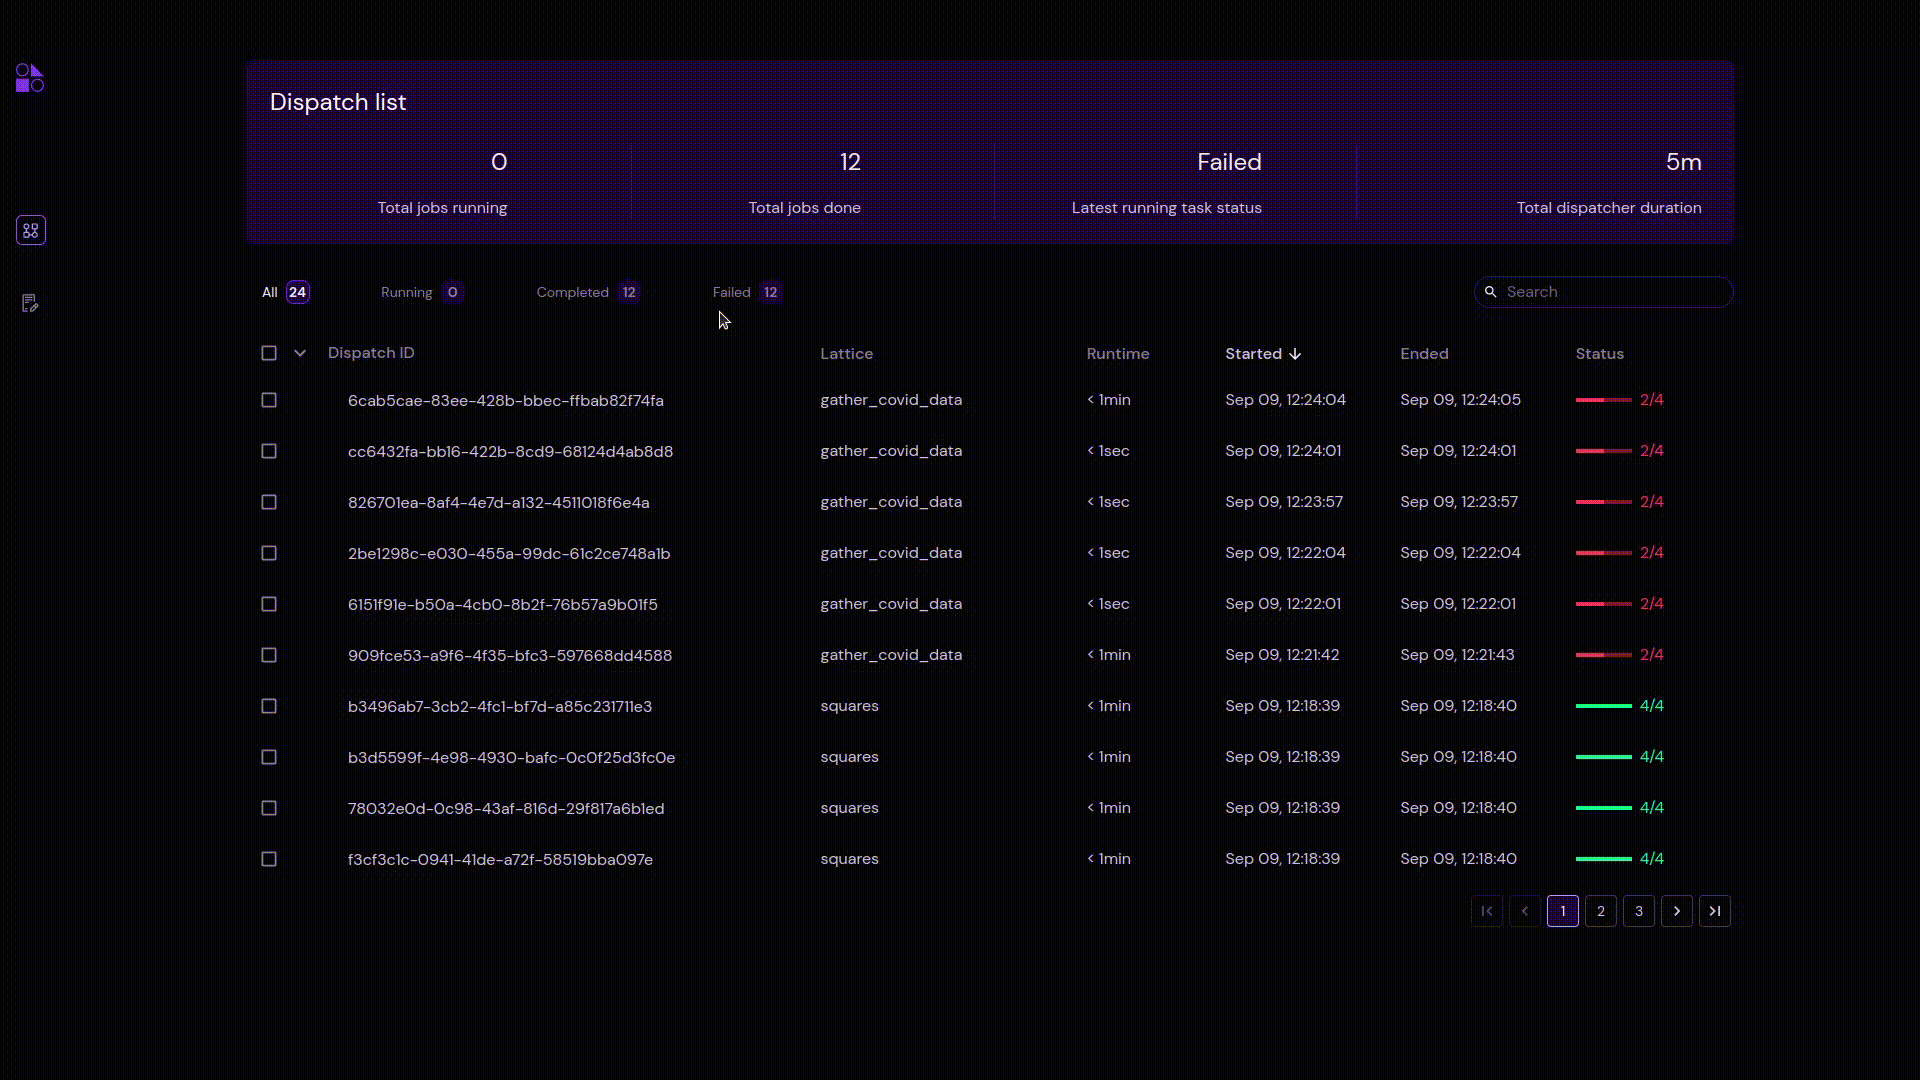 Dispatch list
0 12 Failed 5m
Total jobs running Total jobs done Latest running task status Total dispatcher duration
All 24 Running 0 Completed 12 Failed 12 Search
Dispatch ID Lattice Runtime Started Ended Status
6cab5cae-83ee-428b-bbec-ffbab82f74fa gather_covid_data < 1min Sep 09, 12:24:04 Sep 09, 12:24:05 2/4
cc6432fa-bb16-422b-8cd9-68124d4ab8d8 gather_covid_data < 1sec Sep 09, 12:24:01 Sep 09, 12:24:01 2/4
826701ea-8af4-4e7d-a132-4511018f6e4a gather_covid_data < 1sec Sep 09, 12:23:57 Sep 09, 12:23:57 2/4
2be1298c-e030-455a-99dc-61c2ce748a1b gather_covid_data < 1sec Sep 09, 12:22:04 Sep 09, 12:22:04 2/4
6151f91e-b50a-4cb0-8b2f-76b57a9b01f5 gather_covid_data < 1sec Sep 09, 12:22:01 Sep 09, 12:22:01 2/4
909fce53-a9f6-4f35-bfc3-597668dd4588 gather_covid_data < 1min Sep 09, 12:21:42 Sep 09, 12:21:43 2/4
b3496ab7-3cb2-4fc1-bf7d-a85c231711e3 squares < 1min Sep 09, 12:18:39 Sep 09, 12:18:40 4/4
b3d5599f-4e98-4930-bafc-0c0f25d3fc0e squares < 1min Sep 09, 12:18:39 Sep 09, 12:18:40 4/4
78032e0d-0c98-43af-816d-29f817a6b1ed squares < 1min Sep 09, 12:18:39 Sep 09, 12:18:40 4/4
f3cf3c1c-0941-41de-a72f-58519bba097e squares < 1min Sep 09, 12:18:39 Sep 09, 12:18:40 4/4
1 2 3